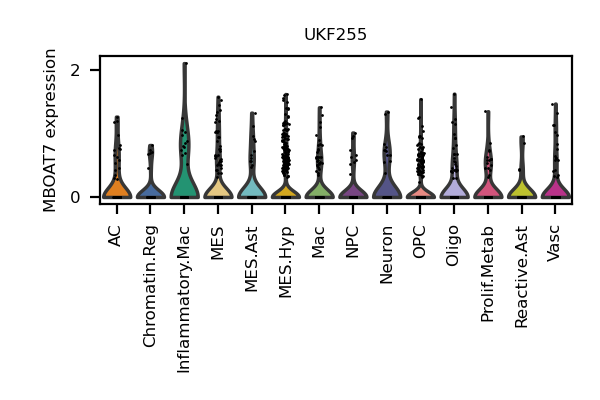 UKF255
MBOAT7 expression
2
0
AC
Chromatin.Reg
Inflammatory.Mac
MES
MES.Ast
MES.Hyp
Mac
NPC
Neuron
OPC
Oligo
Prolif.Metab
Reactive.Ast
Vasc